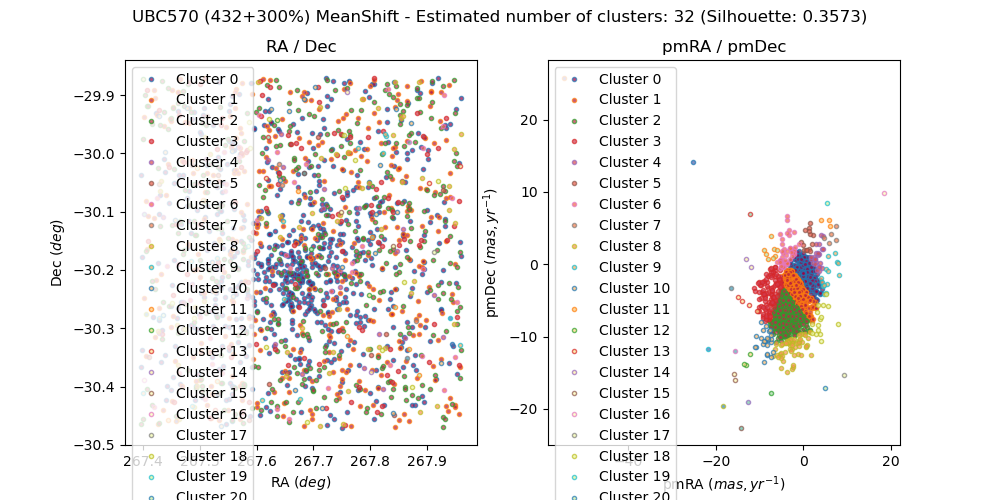 UBC570 (432+300%) MeanShift - Estimated number of clusters: 32 (Silhouette: 0.3573)
RA / Dec
Dec (deg)
−29.9
−30.0
−30.1
−30.2
−30.3
−30.4
−30.5
Cluster 0
Cluster 1
Cluster 2
Cluster 3
Cluster 4
Cluster 5
Cluster 6
Cluster 7
Cluster 8
Cluster 9
Cluster 10
Cluster 11
Cluster 12
Cluster 13
Cluster 14
Cluster 15
Cluster 16
Cluster 17
Cluster 18
Cluster 19
Cluster 20
267.4 267.5 267.6 267.7 267.8 267.9
RA (deg)
pmRA / pmDec
pmDec (mas, yr⁻¹)
20
10
0
−10
−20
Cluster 0
Cluster 1
Cluster 2
Cluster 3
Cluster 4
Cluster 5
Cluster 6
Cluster 7
Cluster 8
Cluster 9
Cluster 10
Cluster 11
Cluster 12
Cluster 13
Cluster 14
Cluster 15
Cluster 16
Cluster 17
Cluster 18
Cluster 19
Cluster 20
−40 −20 0 20
pmRA (mas, yr⁻¹)